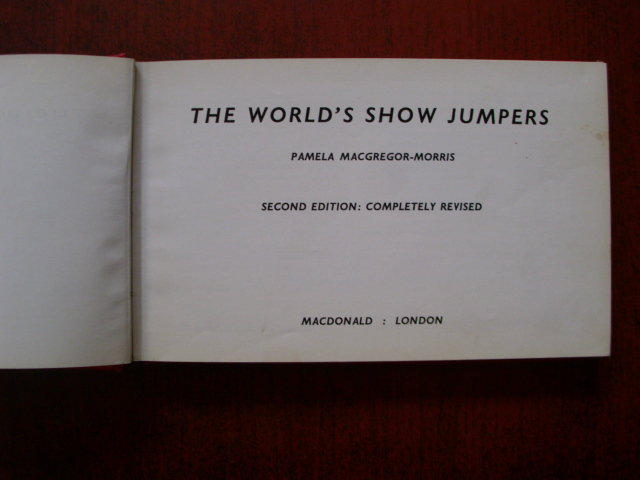 THE WORLD'S SHOW JUMPERS
PAMELA MACGREGOR-MORRIS
SECOND EDITION: COMPLETELY REVISED
MACDONALD : LONDON